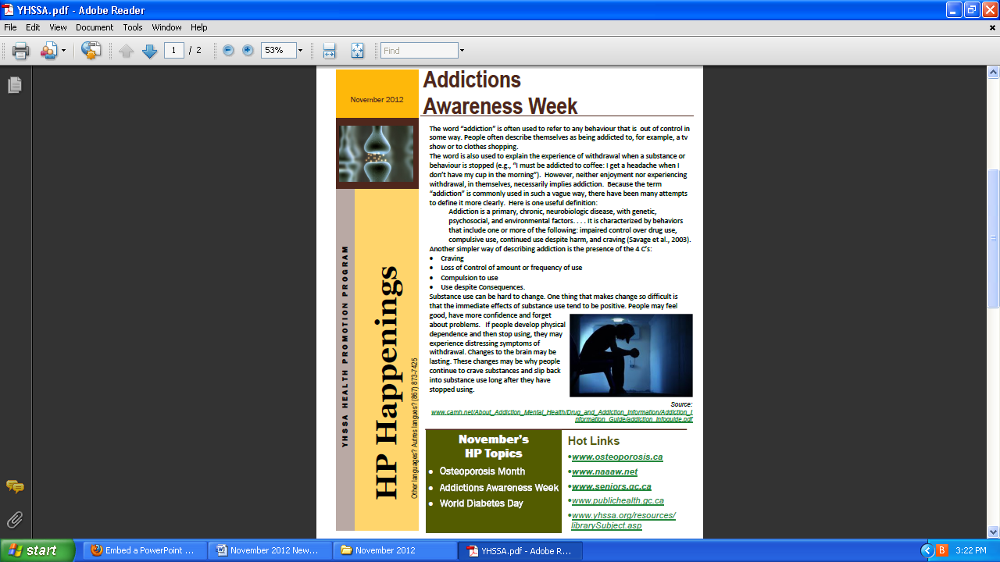 YHSSA.pdf - Adobe Reader
File Edit View Document Tools Window Help
1 / 2 53% Find
November 2012
Addictions
Awareness Week
The word “addiction” is often used to refer to any behaviour that is out of control in
some way. People often describe themselves as being addicted to, for example, a tv
show or to clothes shopping.
The word is also used to explain the experience of withdrawal when a substance or
behaviour is stopped (e.g., “I must be addicted to coffee: I get a headache when I
don’t have my cup in the morning”). However, neither enjoyment nor experiencing
withdrawal, in themselves, necessarily implies addiction. Because the term
“addiction” is commonly used in such a vague way, there have been many attempts
to define it more clearly. Here is one useful definition:
Addiction is a primary, chronic, neurobiologic disease, with genetic,
psychosocial, and environmental factors. . . . It is characterized by behaviors
that include one or more of the following: impaired control over drug use,
compulsive use, continued use despite harm, and craving (Savage et al., 2003).
Another simpler way of describing addiction is the presence of the 4 C’s:
• Craving
• Loss of Control of amount or frequency of use
• Compulsion to use
• Use despite Consequences.
Substance use can be hard to change. One thing that makes change so difficult is
that the immediate effects of substance use tend to be positive. People may feel
good, have more confidence and forget
about problems. If people develop physical
dependence and then stop using, they may
experience distressing symptoms of
withdrawal. Changes to the brain may be
lasting. These changes may be why people
continue to crave substances and slip back
into substance use long after they have
stopped using.
Source:
www.camh.net/About_Addiction_Mental_Health/Drug_and_Addiction_Information/Addiction_I
nformation_Guide/addiction_infoguide.pdf
YHSSA HEALTH PROMOTION PROGRAM
HP Happenings
Other languages? Autres langues? (867) 873-7425
November's
HP Topics
• Osteoporosis Month
• Addictions Awareness Week
• World Diabetes Day
Hot Links
•www.osteoporosis.ca
•www.naaaw.net
•www.seniors.gc.ca
•www.publichealth.gc.ca
•www.yhssa.org/resources/
librarySubject.asp
start Embed a PowerPoint ... November 2012 New... November 2012 YHSSA.pdf - Adobe R... B 3:22 PM